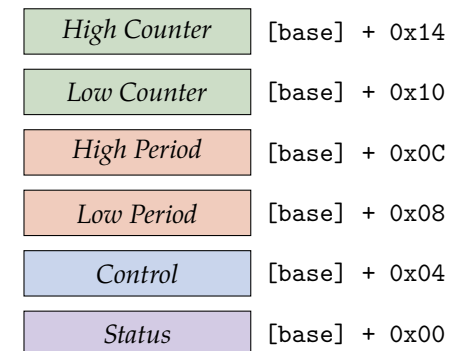 High Counter [base] + 0x14
Low Counter [base] + 0x10
High Period [base] + 0x0C
Low Period [base] + 0x08
Control [base] + 0x04
Status [base] + 0x00